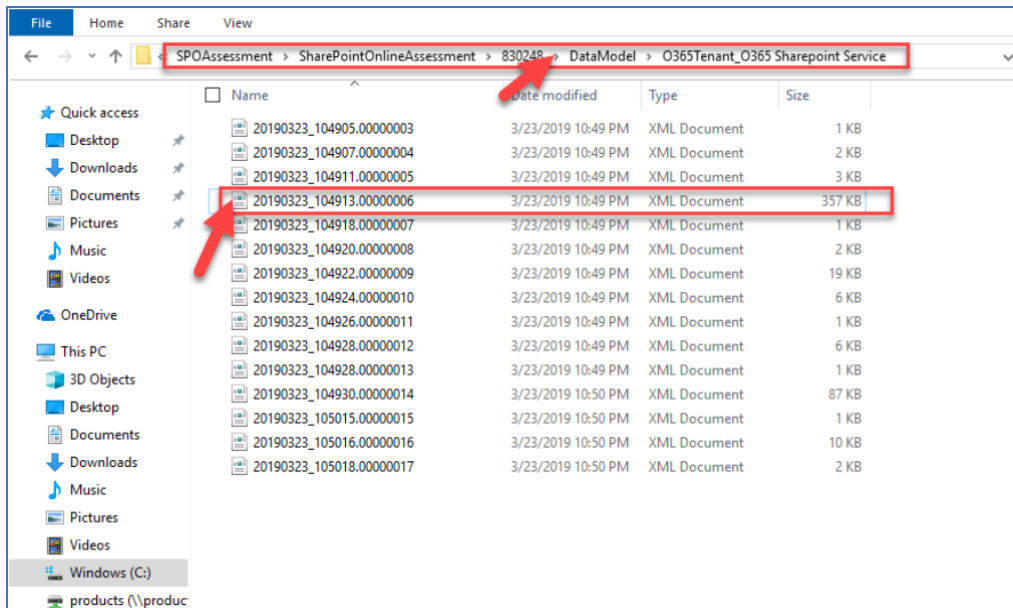 File Home Share View
SPOAssessment > SharePointOnlineAssessment > 830248 > DataModel > O365Tenant_O365 Sharepoint Service
Name Date modified Type Size
Quick access
Desktop
Downloads
Documents
Pictures
Music
Videos
OneDrive
This PC
3D Objects
Desktop
Documents
Downloads
Music
Pictures
Videos
Windows (C:)
products (\\produc
20190323_104905.00000003 3/23/2019 10:49 PM XML Document 1 KB
20190323_104907.00000004 3/23/2019 10:49 PM XML Document 2 KB
20190323_104911.00000005 3/23/2019 10:49 PM XML Document 3 KB
20190323_104913.00000006 3/23/2019 10:49 PM XML Document 357 KB
20190323_104918.00000007 3/23/2019 10:49 PM XML Document 1 KB
20190323_104920.00000008 3/23/2019 10:49 PM XML Document 2 KB
20190323_104922.00000009 3/23/2019 10:49 PM XML Document 19 KB
20190323_104924.00000010 3/23/2019 10:49 PM XML Document 6 KB
20190323_104926.00000011 3/23/2019 10:49 PM XML Document 1 KB
20190323_104928.00000012 3/23/2019 10:49 PM XML Document 6 KB
20190323_104928.00000013 3/23/2019 10:49 PM XML Document 1 KB
20190323_104930.00000014 3/23/2019 10:50 PM XML Document 87 KB
20190323_105015.00000015 3/23/2019 10:50 PM XML Document 1 KB
20190323_105016.00000016 3/23/2019 10:50 PM XML Document 10 KB
20190323_105018.00000017 3/23/2019 10:50 PM XML Document 2 KB